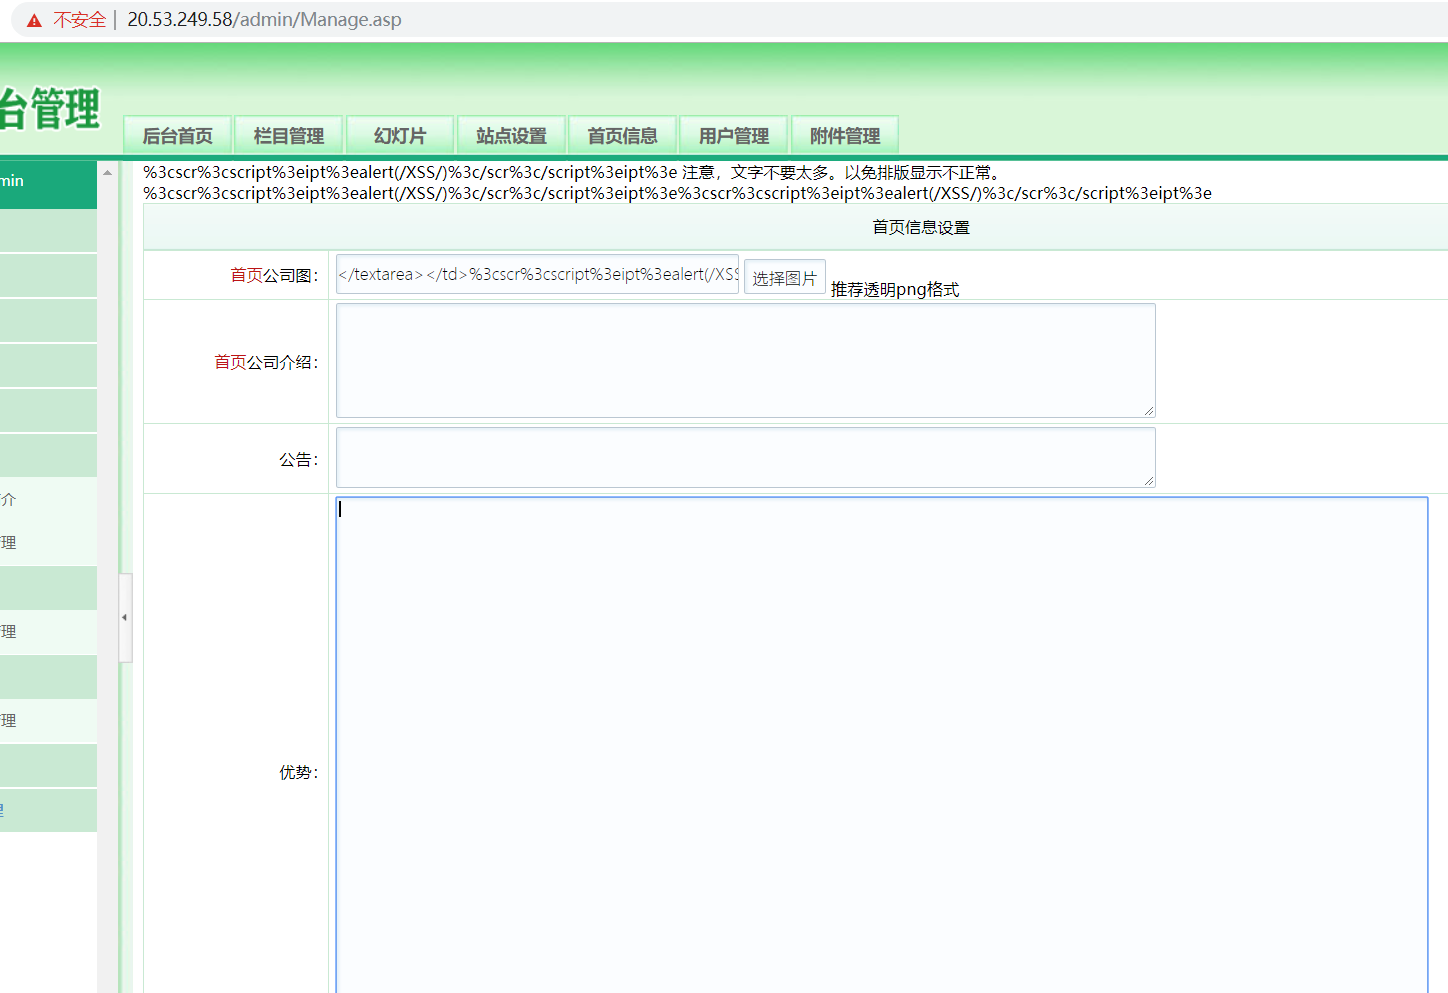 不安全 | 20.53.249.58/admin/Manage.asp
台管理
后台首页 栏目管理 幻灯片 站点设置 首页信息 用户管理 附件管理
min
%3cscr%3cscript%3eipt%3ealert(/XSS/)%3c/scr%3c/script%3eipt%3e 注意，文字不要太多。以免排版显示不正常。
%3cscr%3cscript%3eipt%3ealert(/XSS/)%3c/scr%3c/script%3eipt%3e%3cscr%3cscript%3eipt%3ealert(/XSS/)%3c/scr%3c/script%3eipt%3e
首页信息设置
首页公司图： </textarea></td>%3cscr%3cscript%3eipt%3ealert(/XSS 选择图片 推荐透明png格式
首页公司介绍：
公告：
介
理
理
理
优势：
理